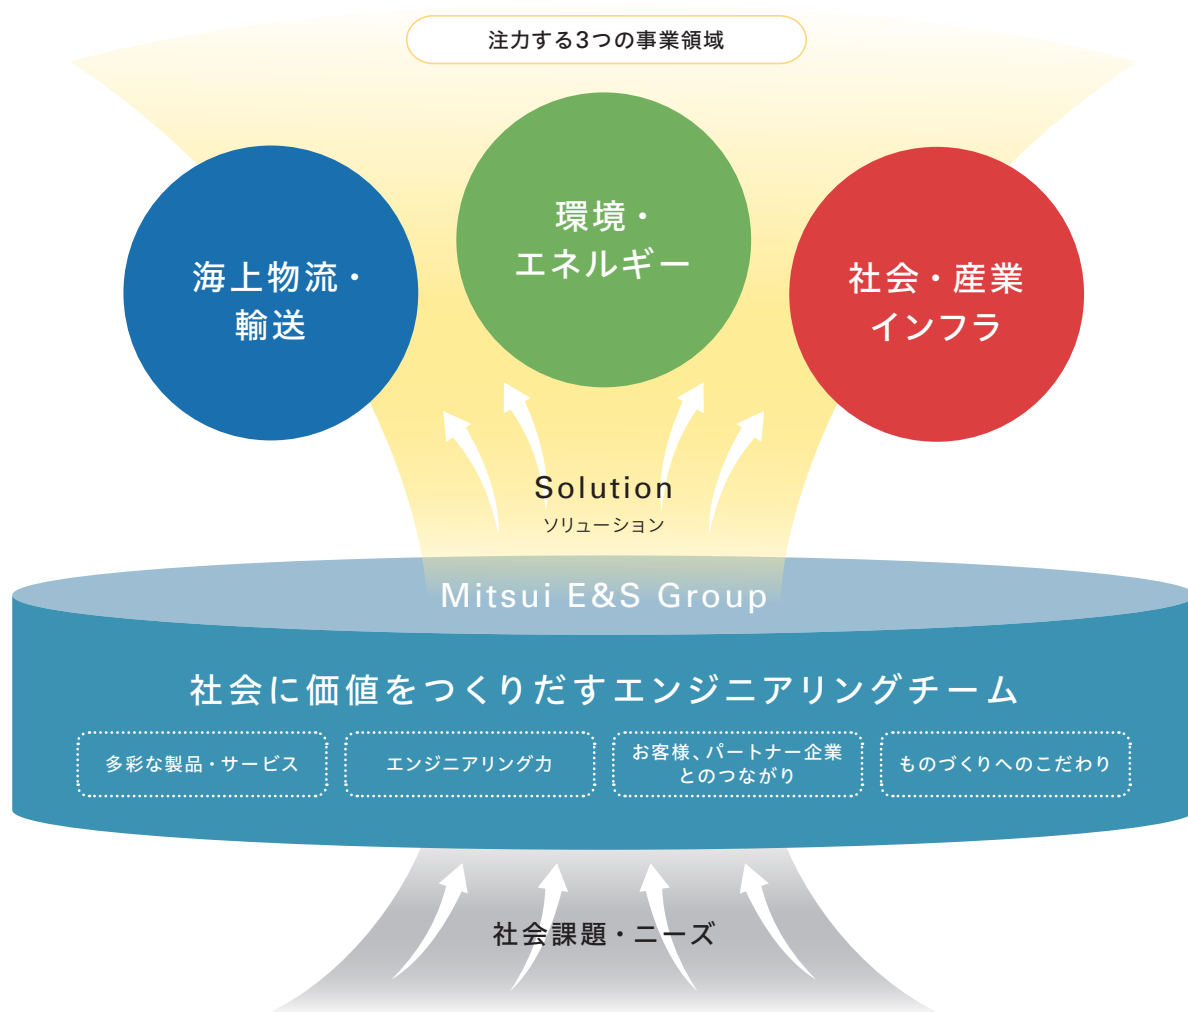 注力する3つの事業領域
環境・
エネルギー
海上物流・
輸送
社会・産業
インフラ
Solution
ソリューション
Mitsui E&S Group
社会に価値をつくりだすエンジニアリングチーム
多彩な製品・サービス
エンジニアリング力
お客様、パートナー企業
とのつながり
ものづくりへのこだわり
社会課題・ニーズ